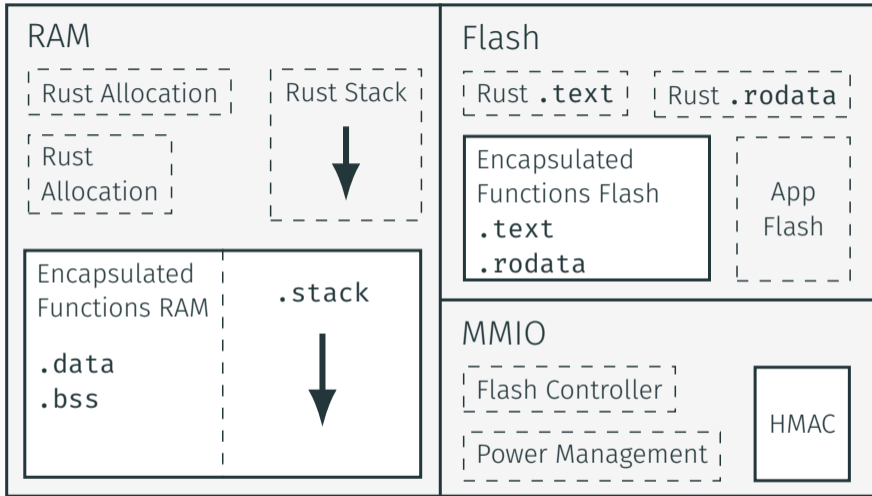 RAM
Rust Allocation
Rust Stack
Rust
Allocation
Encapsulated
Functions RAM
.data
.bss
.stack
Flash
Rust .text
Rust .rodata
Encapsulated
Functions Flash
.text
.rodata
App
Flash
MMIO
Flash Controller
Power Management
HMAC